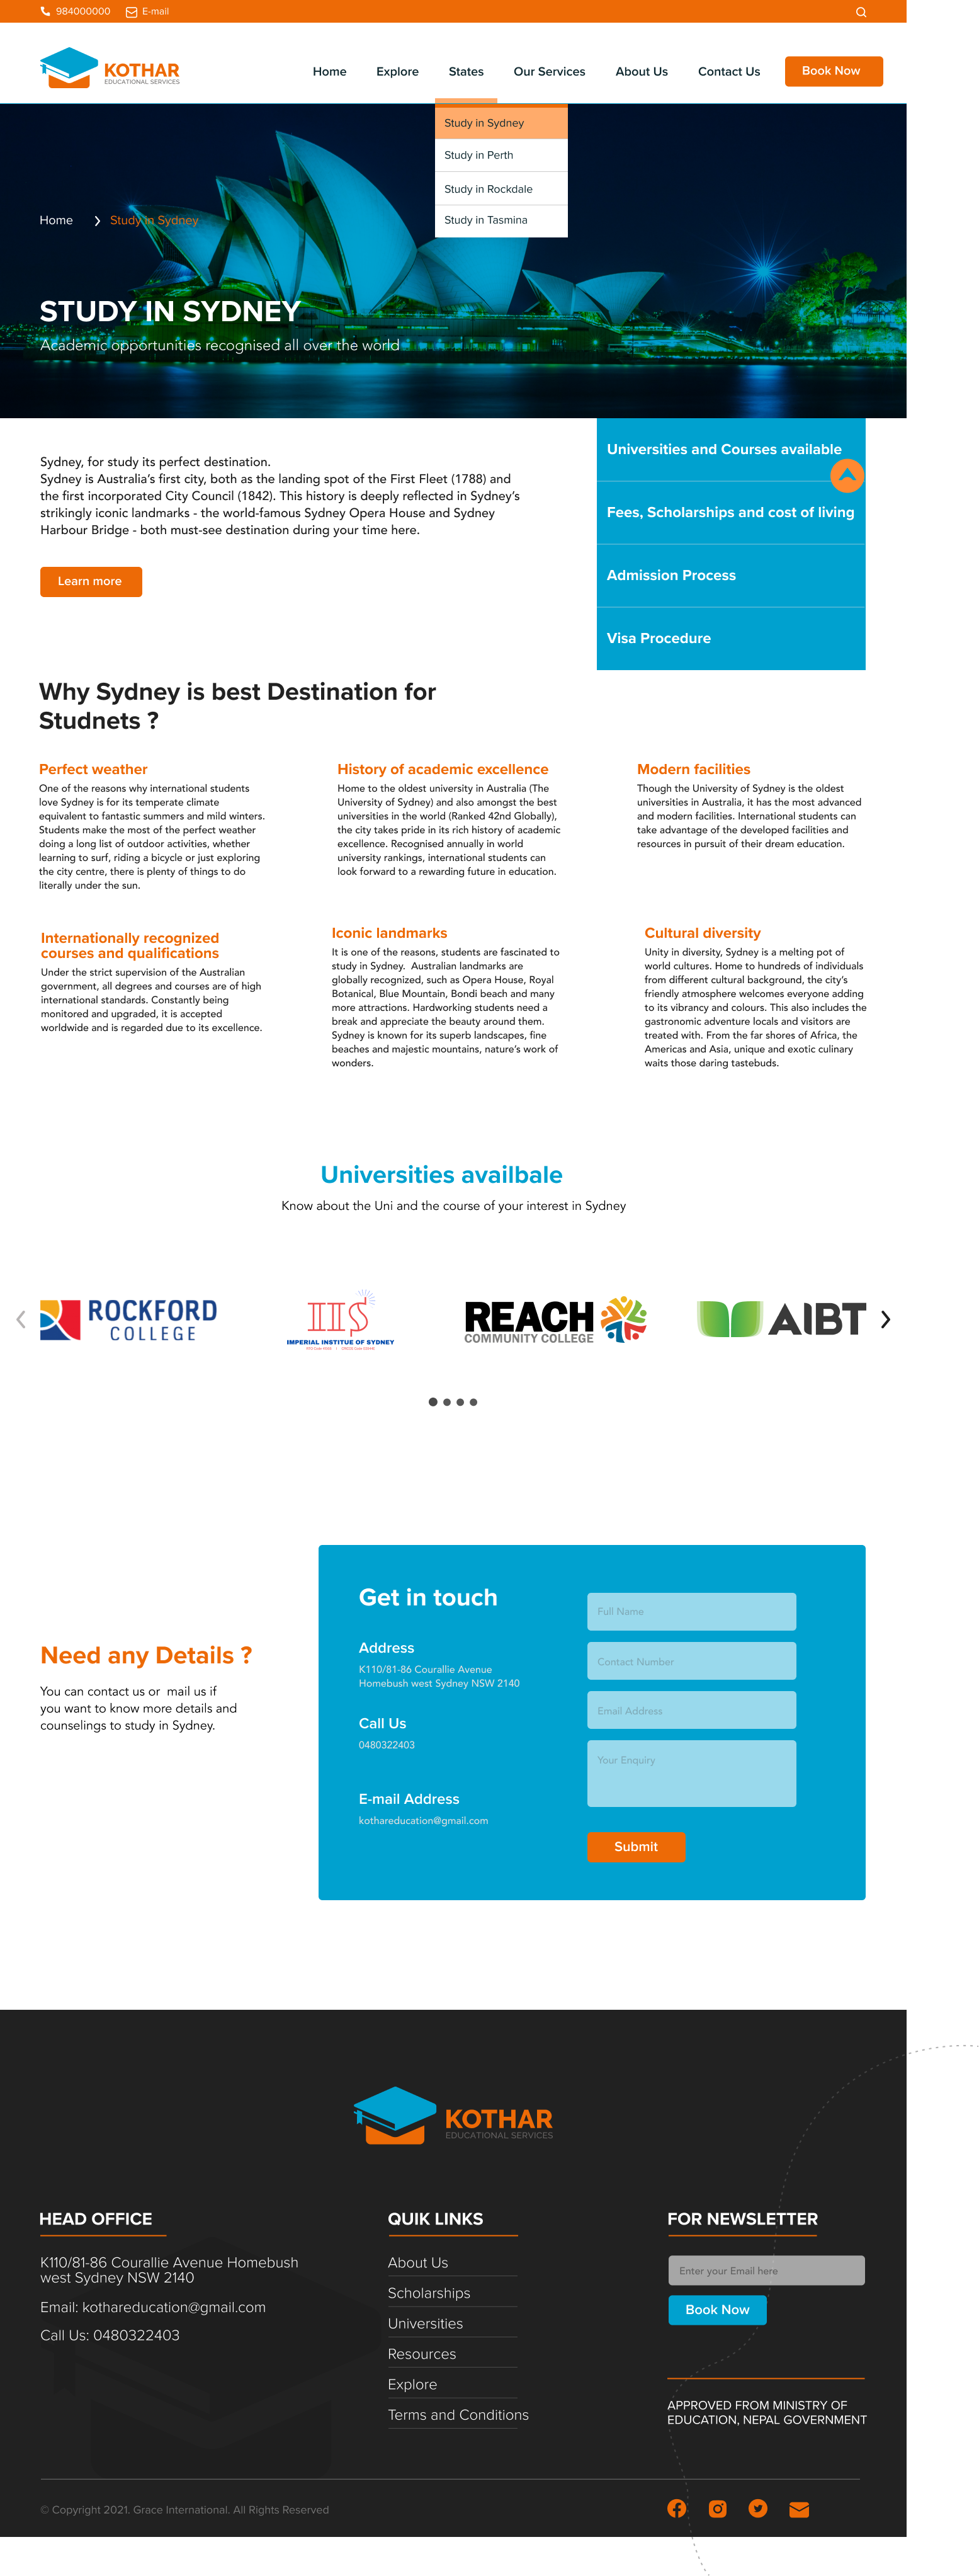 984000000 E-mail
KOTHAR
EDUCATIONAL SERVICES
Home Explore States Our Services About Us Contact Us Book Now
Study in Sydney
Study in Perth
Study in Rockdale
Study in Tasmina
Home Study in Sydney
STUDY IN SYDNEY
Academic opportunities recognised all over the world
Sydney, for study its perfect destination.
Sydney is Australia's first city, both as the landing spot of the First Fleet (1788) and
the first incorporated City Council (1842). This history is deeply reflected in Sydney's
strikingly iconic landmarks - the world-famous Sydney Opera House and Sydney
Harbour Bridge - both must-see destination during your time here.
Learn more
Universities and Courses available
Fees, Scholarships and cost of living
Admission Process
Visa Procedure
Why Sydney is best Destination for
Studnets ?
Perfect weather
One of the reasons why international students
love Sydney is for its temperate climate
equivalent to fantastic summers and mild winters.
Students make the most of the perfect weather
doing a long list of outdoor activities, whether
learning to surf, riding a bicycle or just exploring
the city centre, there is plenty of things to do
literally under the sun.
History of academic excellence
Home to the oldest university in Australia (The
University of Sydney) and also amongst the best
universities in the world (Ranked 42nd Globally),
the city takes pride in its rich history of academic
excellence. Recognised annually in world
university rankings, international students can
look forward to a rewarding future in education.
Modern facilities
Though the University of Sydney is the oldest
universities in Australia, it has the most advanced
and modern facilities. International students can
take advantage of the developed facilities and
resources in pursuit of their dream education.
Internationally recognized
courses and qualifications
Under the strict supervision of the Australian
government, all degrees and courses are of high
international standards. Constantly being
monitored and upgraded, it is accepted
worldwide and is regarded due to its excellence.
Iconic landmarks
It is one of the reasons, students are fascinated to
study in Sydney. Australian landmarks are
globally recognized, such as Opera House, Royal
Botanical, Blue Mountain, Bondi beach and many
more attractions. Hardworking students need a
break and appreciate the beauty around them.
Sydney is known for its superb landscapes, fine
beaches and majestic mountains, nature's work of
wonders.
Cultural diversity
Unity in diversity, Sydney is a melting pot of
world cultures. Home to hundreds of individuals
from different cultural background, the city's
friendly atmosphere welcomes everyone adding
to its vibrancy and colours. This also includes the
gastronomic adventure locals and visitors are
treated with. From the far shores of Africa, the
Americas and Asia, unique and exotic culinary
waits those daring tastebuds.
Universities availbale
Know about the Uni and the course of your interest in Sydney
ROCKFORD
COLLEGE
IIS
IMPERIAL INSTITUE OF SYDNEY
REACH
COMMUNITY COLLEGE
AIBT
Need any Details ?
You can contact us or mail us if
you want to know more details and
counselings to study in Sydney.
Get in touch
Address
K110/81-86 Courallie Avenue
Homebush west Sydney NSW 2140
Call Us
0480322403
E-mail Address
kothareducation@gmail.com
Full Name
Contact Number
Email Address
Your Enquiry
Submit
KOTHAR
EDUCATIONAL SERVICES
HEAD OFFICE
K110/81-86 Courallie Avenue Homebush
west Sydney NSW 2140
Email: kothareducation@gmail.com
Call Us: 0480322403
QUIK LINKS
About Us
Scholarships
Universities
Resources
Explore
Terms and Conditions
FOR NEWSLETTER
Enter your Email here
Book Now
APPROVED FROM MINISTRY OF
EDUCATION, NEPAL GOVERNMENT
© Copyright 2021. Grace International. All Rights Reserved